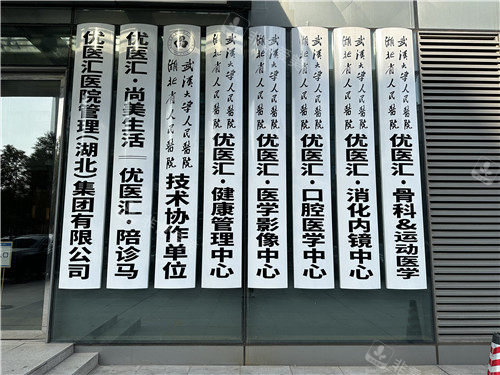 优医汇医院管理(湖北)集团有限公司
优医汇·尚美生活——优医汇·陪诊马
武汉大学人民医院
湖北省人民医院
技术协作单位
武汉大学人民医院
湖北省人民医院
优医汇·健康管理中心
武汉大学人民医院
湖北省人民医院
优医汇·医学影像中心
武汉大学人民医院
湖北省人民医院
优医汇·口腔医学中心
武汉大学人民医院
湖北省人民医院
优医汇·消化内镜中心
武汉大学人民医院
湖北省人民医院
优医汇·骨科&运动医学